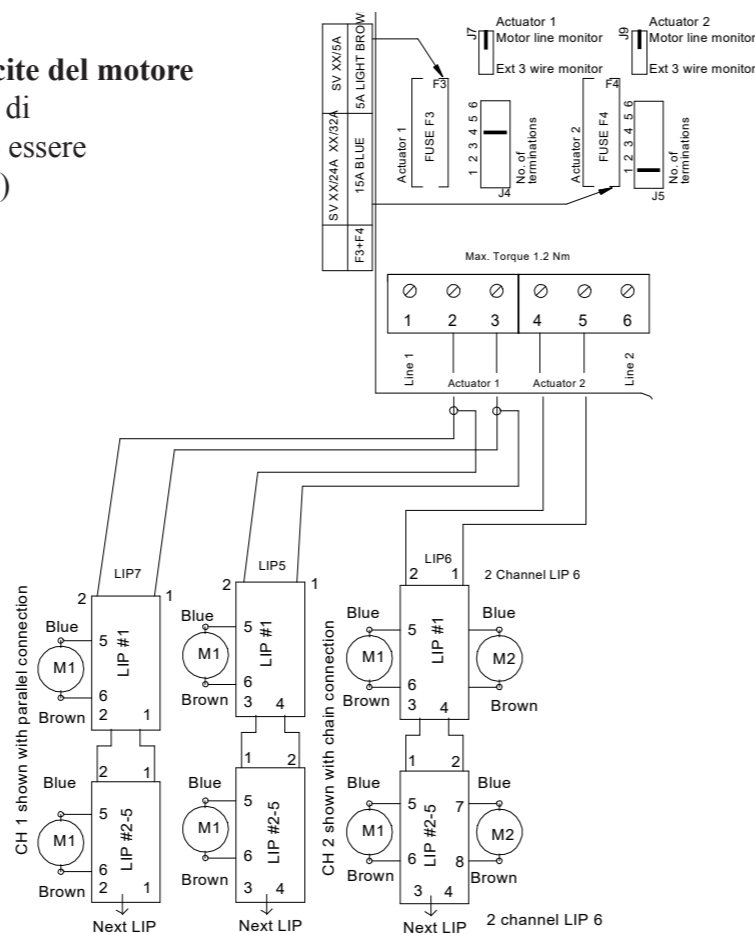 cite del motore
di
essere
)
SV XX/5A
5A LIGHT BROW
SV XX/24A XX/32A
15A BLUE
F3+F4
J7
Actuator 1
Motor line monitor
Ext 3 wire monitor
J9
Actuator 2
Motor line monitor
Ext 3 wire monitor
Actuator 1
FUSE F3
F3
1 2 3 4 5 6
J4
No. of
terminations
Actuator 2
FUSE F4
F4
1 2 3 4 5 6
J5
No. of
terminations
Max. Torque 1.2 Nm
1 2 3 4 5 6
Line 1
Actuator 1
Actuator 2
Line 2
CH 1 shown with parallel connection
LIP7
2 1
Blue
5
M1
LIP #1
6
Brown
2 1
2 1
Blue
5
M1
LIP #2-5
6
Brown
2 1
Next LIP
LIP5
2 1
Blue
5
M1
LIP #1
6
Brown
3 4
1 2
Blue
5
M1
LIP #2-5
6
Brown
3 4
Next LIP
CH 2 shown with chain connection
LIP6
2 1
2 Channel LIP 6
Blue
Blue
5
M1
LIP #1
M2
6
Brown
Brown
3 4
1 2
Blue
Blue
5 7
M1
LIP #2-5
M2
6 8
Brown
Brown
3 4
Next LIP
2 channel LIP 6